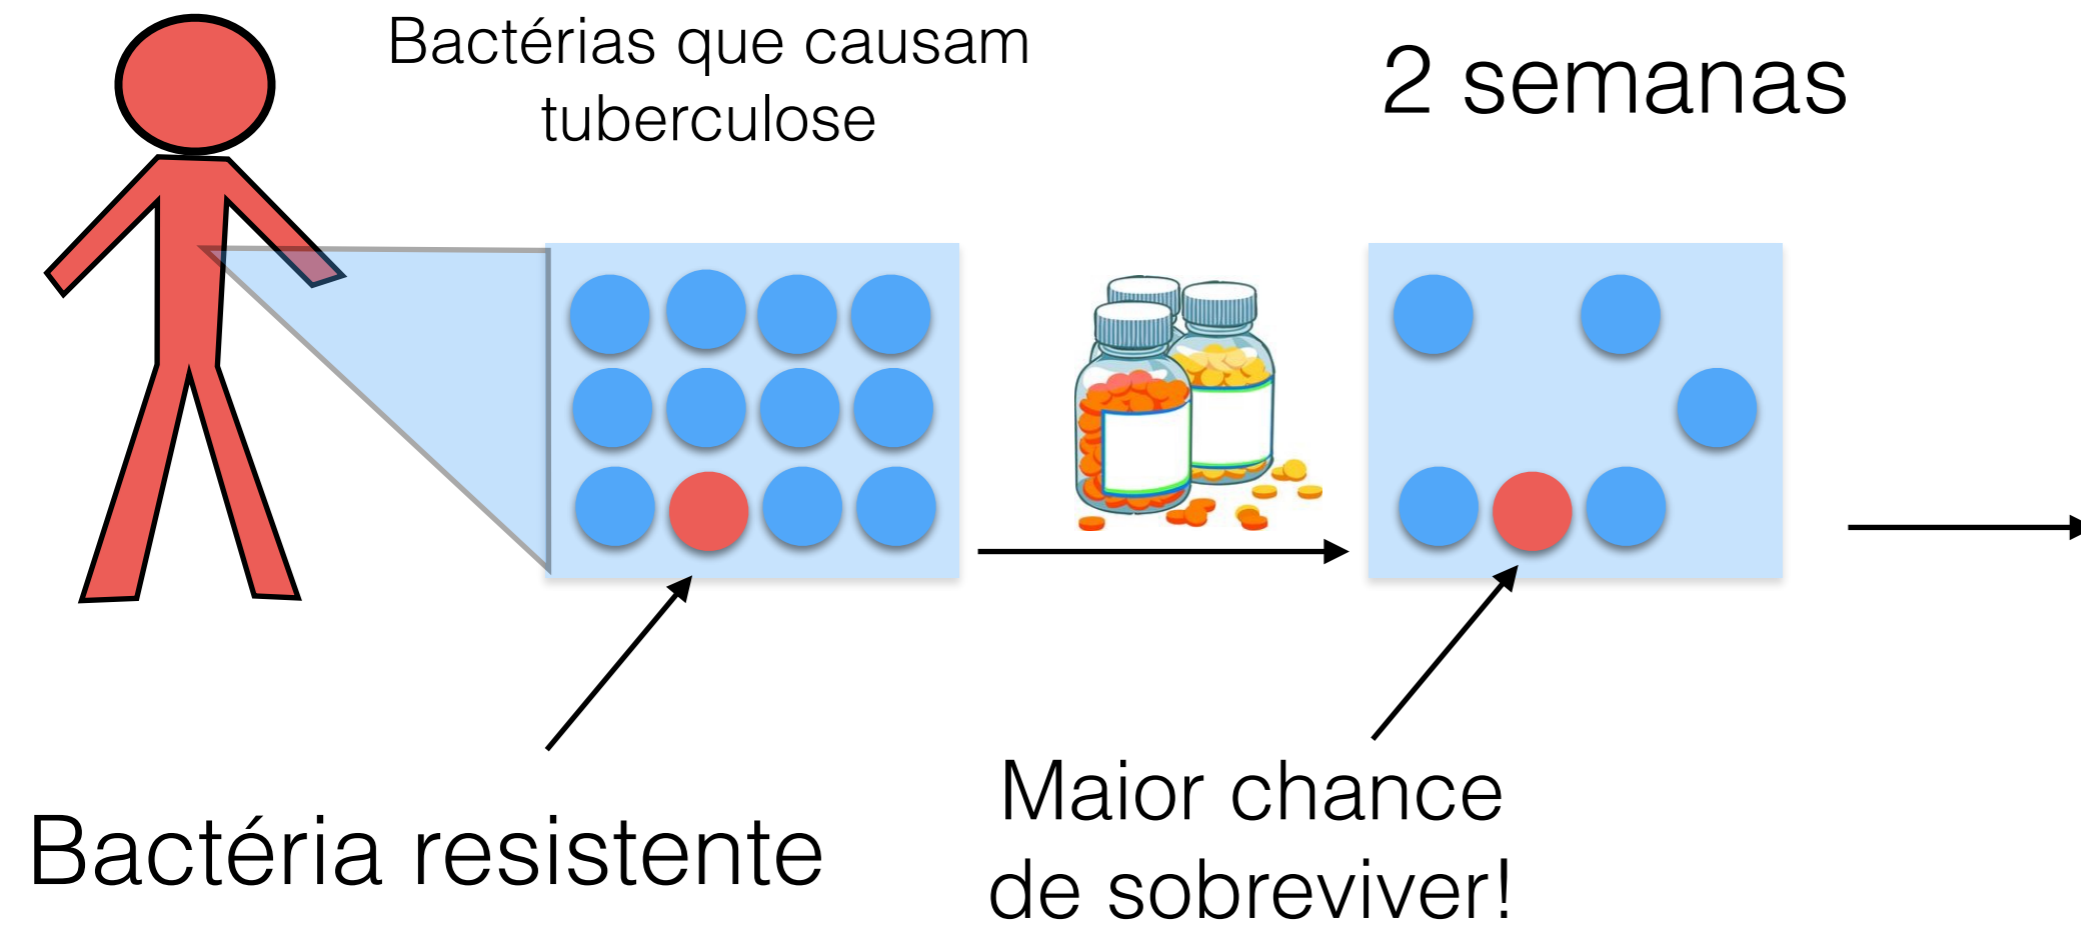 Bactérias que causam
tuberculose
2 semanas
Bactéria resistente
Maior chance
de sobreviver!